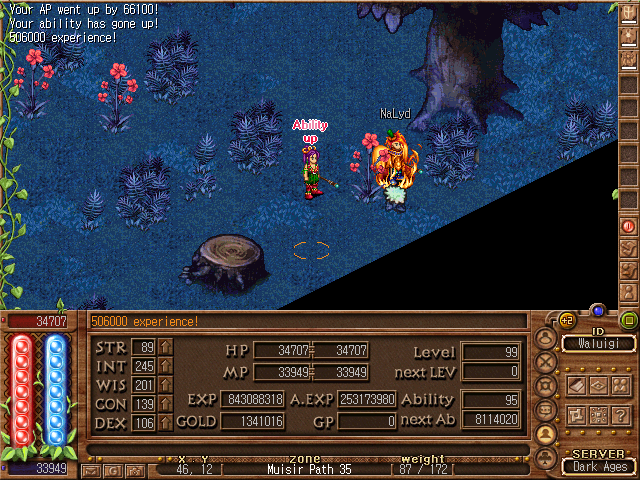 Your AP went up by 66100!
Your ability has gone up!
506000 experience!
NaLyd
Ability
up
34707
506000 experience!
+2
ID
Waluigi
STR 89
INT 245
WIS 201
CON 139
DEX 106
HP 34707 34707
MP 33949 33949
EXP 843088318 A.EXP 253173980
GOLD 1341016 GP 0
Level 99
next LEV 0
Ability 95
next Ab 8114020
?
33949
G
x . y zone weight
46, 12 Muisir Path 35 87 / 172
SERVER
Dark Ages